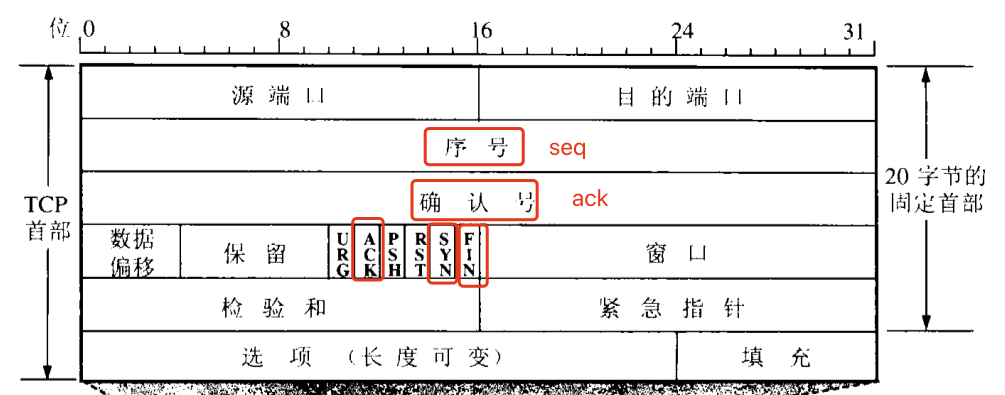 位 0 8 16 24 31
源端口 目的端口
序号 seq
确认号 ack
TCP
首部
20 字节的
固定首部
数据
偏移
保留
URG ACK PSH RST SYN FIN
窗口
检验和 紧急指针
选项 (长度可变) 填充